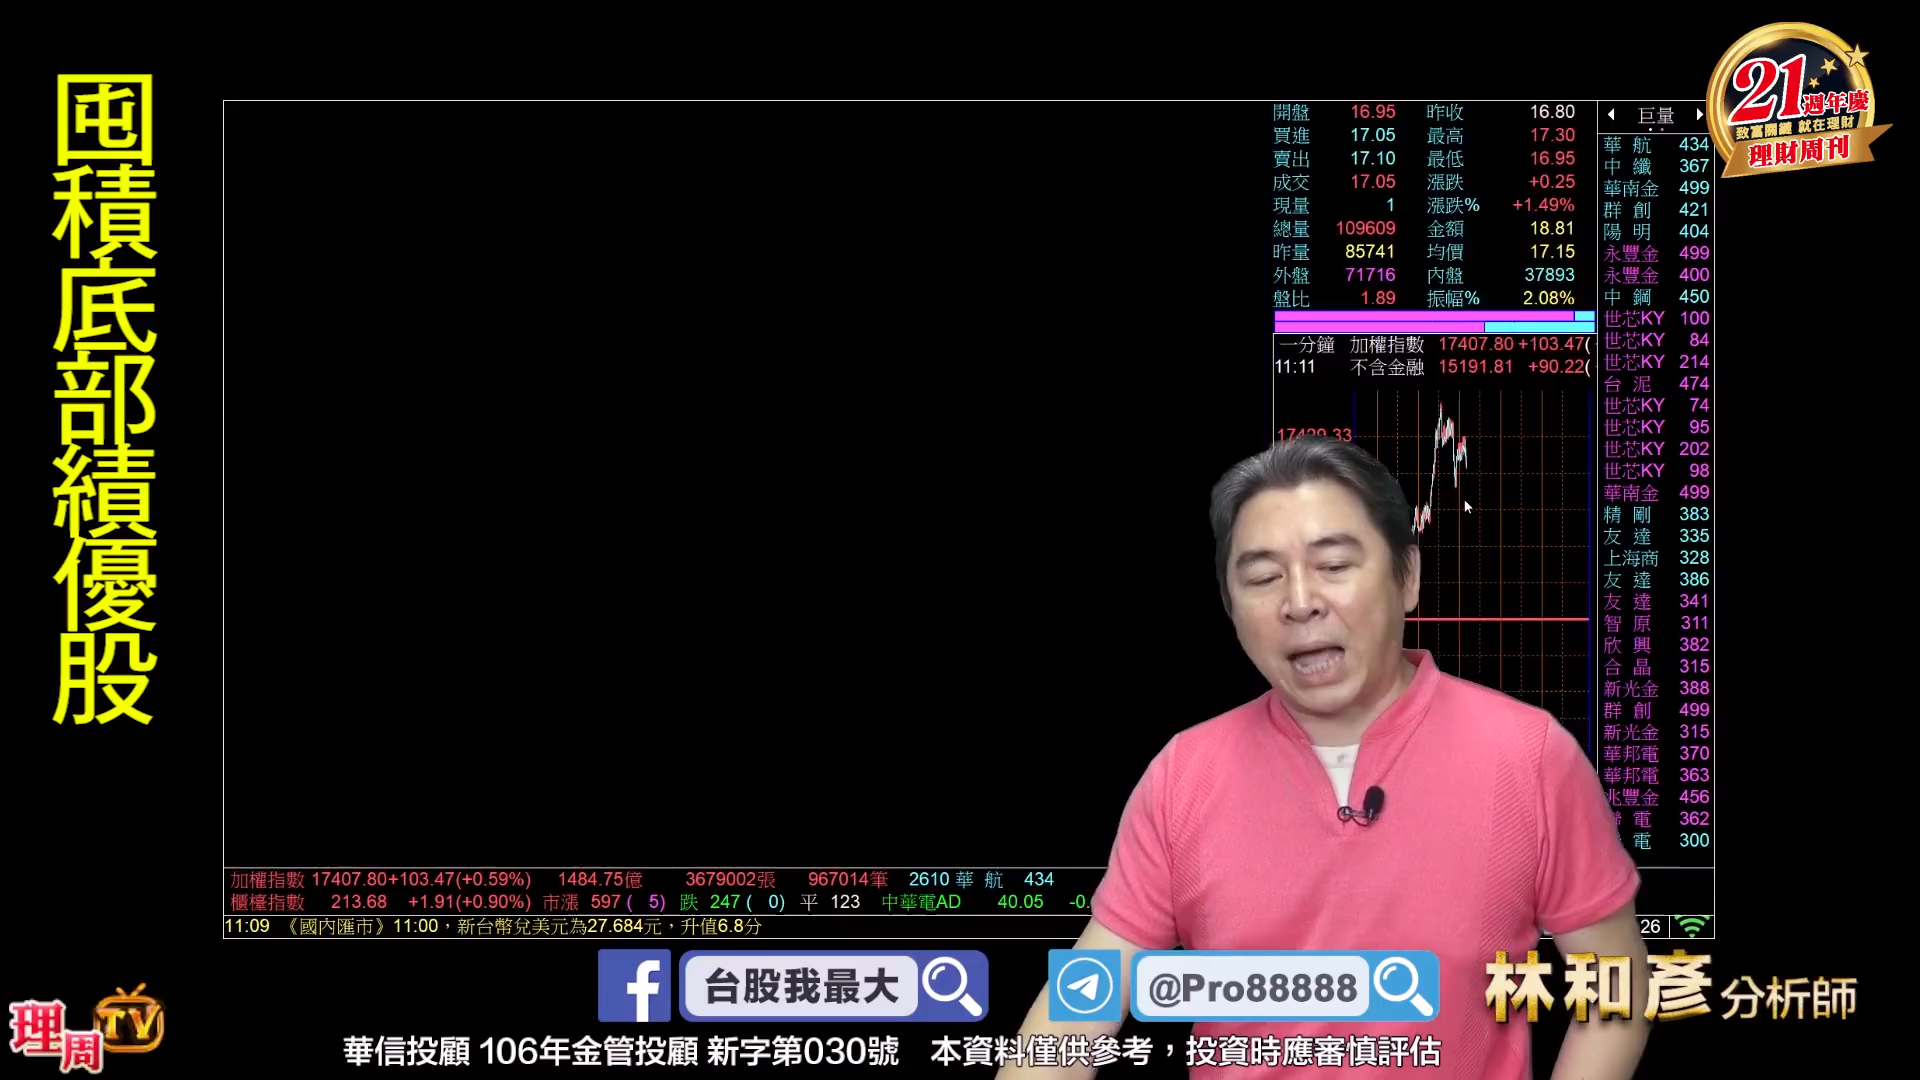 囤積底部績優股
21週年慶
致富關鍵 就在理財
理財周刊
開盤 16.95 昨收 16.80
買進 17.05 最高 17.30
賣出 17.10 最低 16.95
成交 17.05 漲跌 +0.25
現量 1 漲跌% +1.49%
總量 109609 金額 18.81
昨量 85741 均價 17.15
外盤 71716 內盤 37893
盤比 1.89 振幅% 2.08%
一分鐘 加權指數 17407.80 +103.47(
11:11 不含金融 15191.81 +90.22(
17429.33
巨量
華航 434
中纖 367
華南金 499
群創 421
陽明 404
永豐金 499
永豐金 400
中鋼 450
世芯KY 100
世芯KY 84
世芯KY 214
台泥 474
世芯KY 74
世芯KY 95
世芯KY 202
世芯KY 98
華南金 499
精剛 383
友達 335
上海商 328
友達 386
友達 341
智原 311
欣興 382
合晶 315
新光金 388
群創 499
新光金 315
華邦電 370
華邦電 363
兆豐金 456
電 362
電 300
加權指數 17407.80+103.47(+0.59%) 1484.75億 3679002張 967014筆 2610 華航 434
櫃檯指數 213.68 +1.91(+0.90%) 市漲 597 ( 5) 跌 247 ( 0) 平 123 中華電AD 40.05 -0.
11:09 《國內匯市》11:00，新台幣兌美元為27.684元，升值6.8分
26
台股我最大
@Pro88888
林和彥 分析師
理周TV
華信投顧 106年金管投顧 新字第030號 本資料僅供參考，投資時應審慎評估